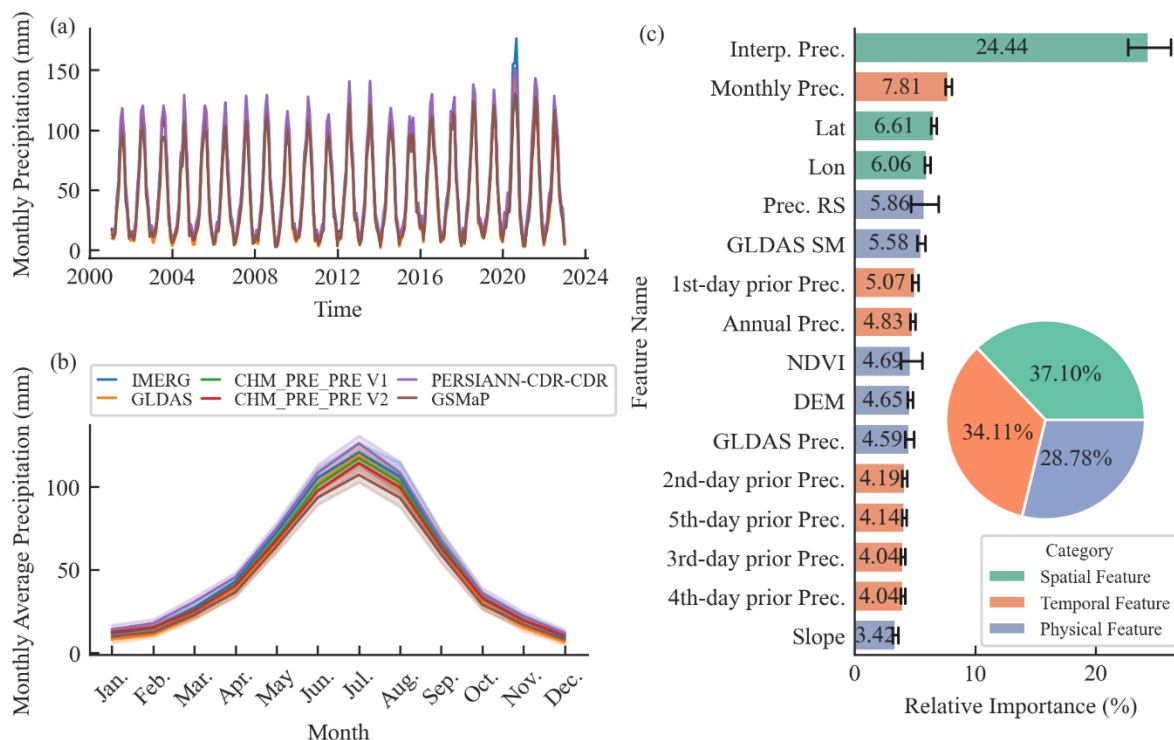 (a)
Monthly Precipitation (mm)
150
100
50
0
2000
2004
2008
2012
2016
2020
2024
Time
(b)
IMERG
CHM_PRE_PRE V1
PERSIANN-CDR-CDR
GLDAS
CHM_PRE_PRE V2
GSMaP
Monthly Average Precipitation (mm)
100
50
0
Jan.
Feb.
Mar.
Apr.
May
Jun.
Jul.
Aug.
Sep.
Oct.
Nov.
Dec.
Month
(c)
Feature Name
Interp. Prec.
24.44
Monthly Prec.
7.81
Lat
6.61
Lon
6.06
Prec. RS
5.86
GLDAS SM
5.58
1st-day prior Prec.
5.07
Annual Prec.
4.83
NDVI
4.69
DEM
4.65
GLDAS Prec.
4.59
2nd-day prior Prec.
4.19
5th-day prior Prec.
4.14
3rd-day prior Prec.
4.04
4th-day prior Prec.
4.04
Slope
3.42
37.10%
34.11%
28.78%
Category
Spatial Feature
Temporal Feature
Physical Feature
0
10
20
Relative Importance (%)